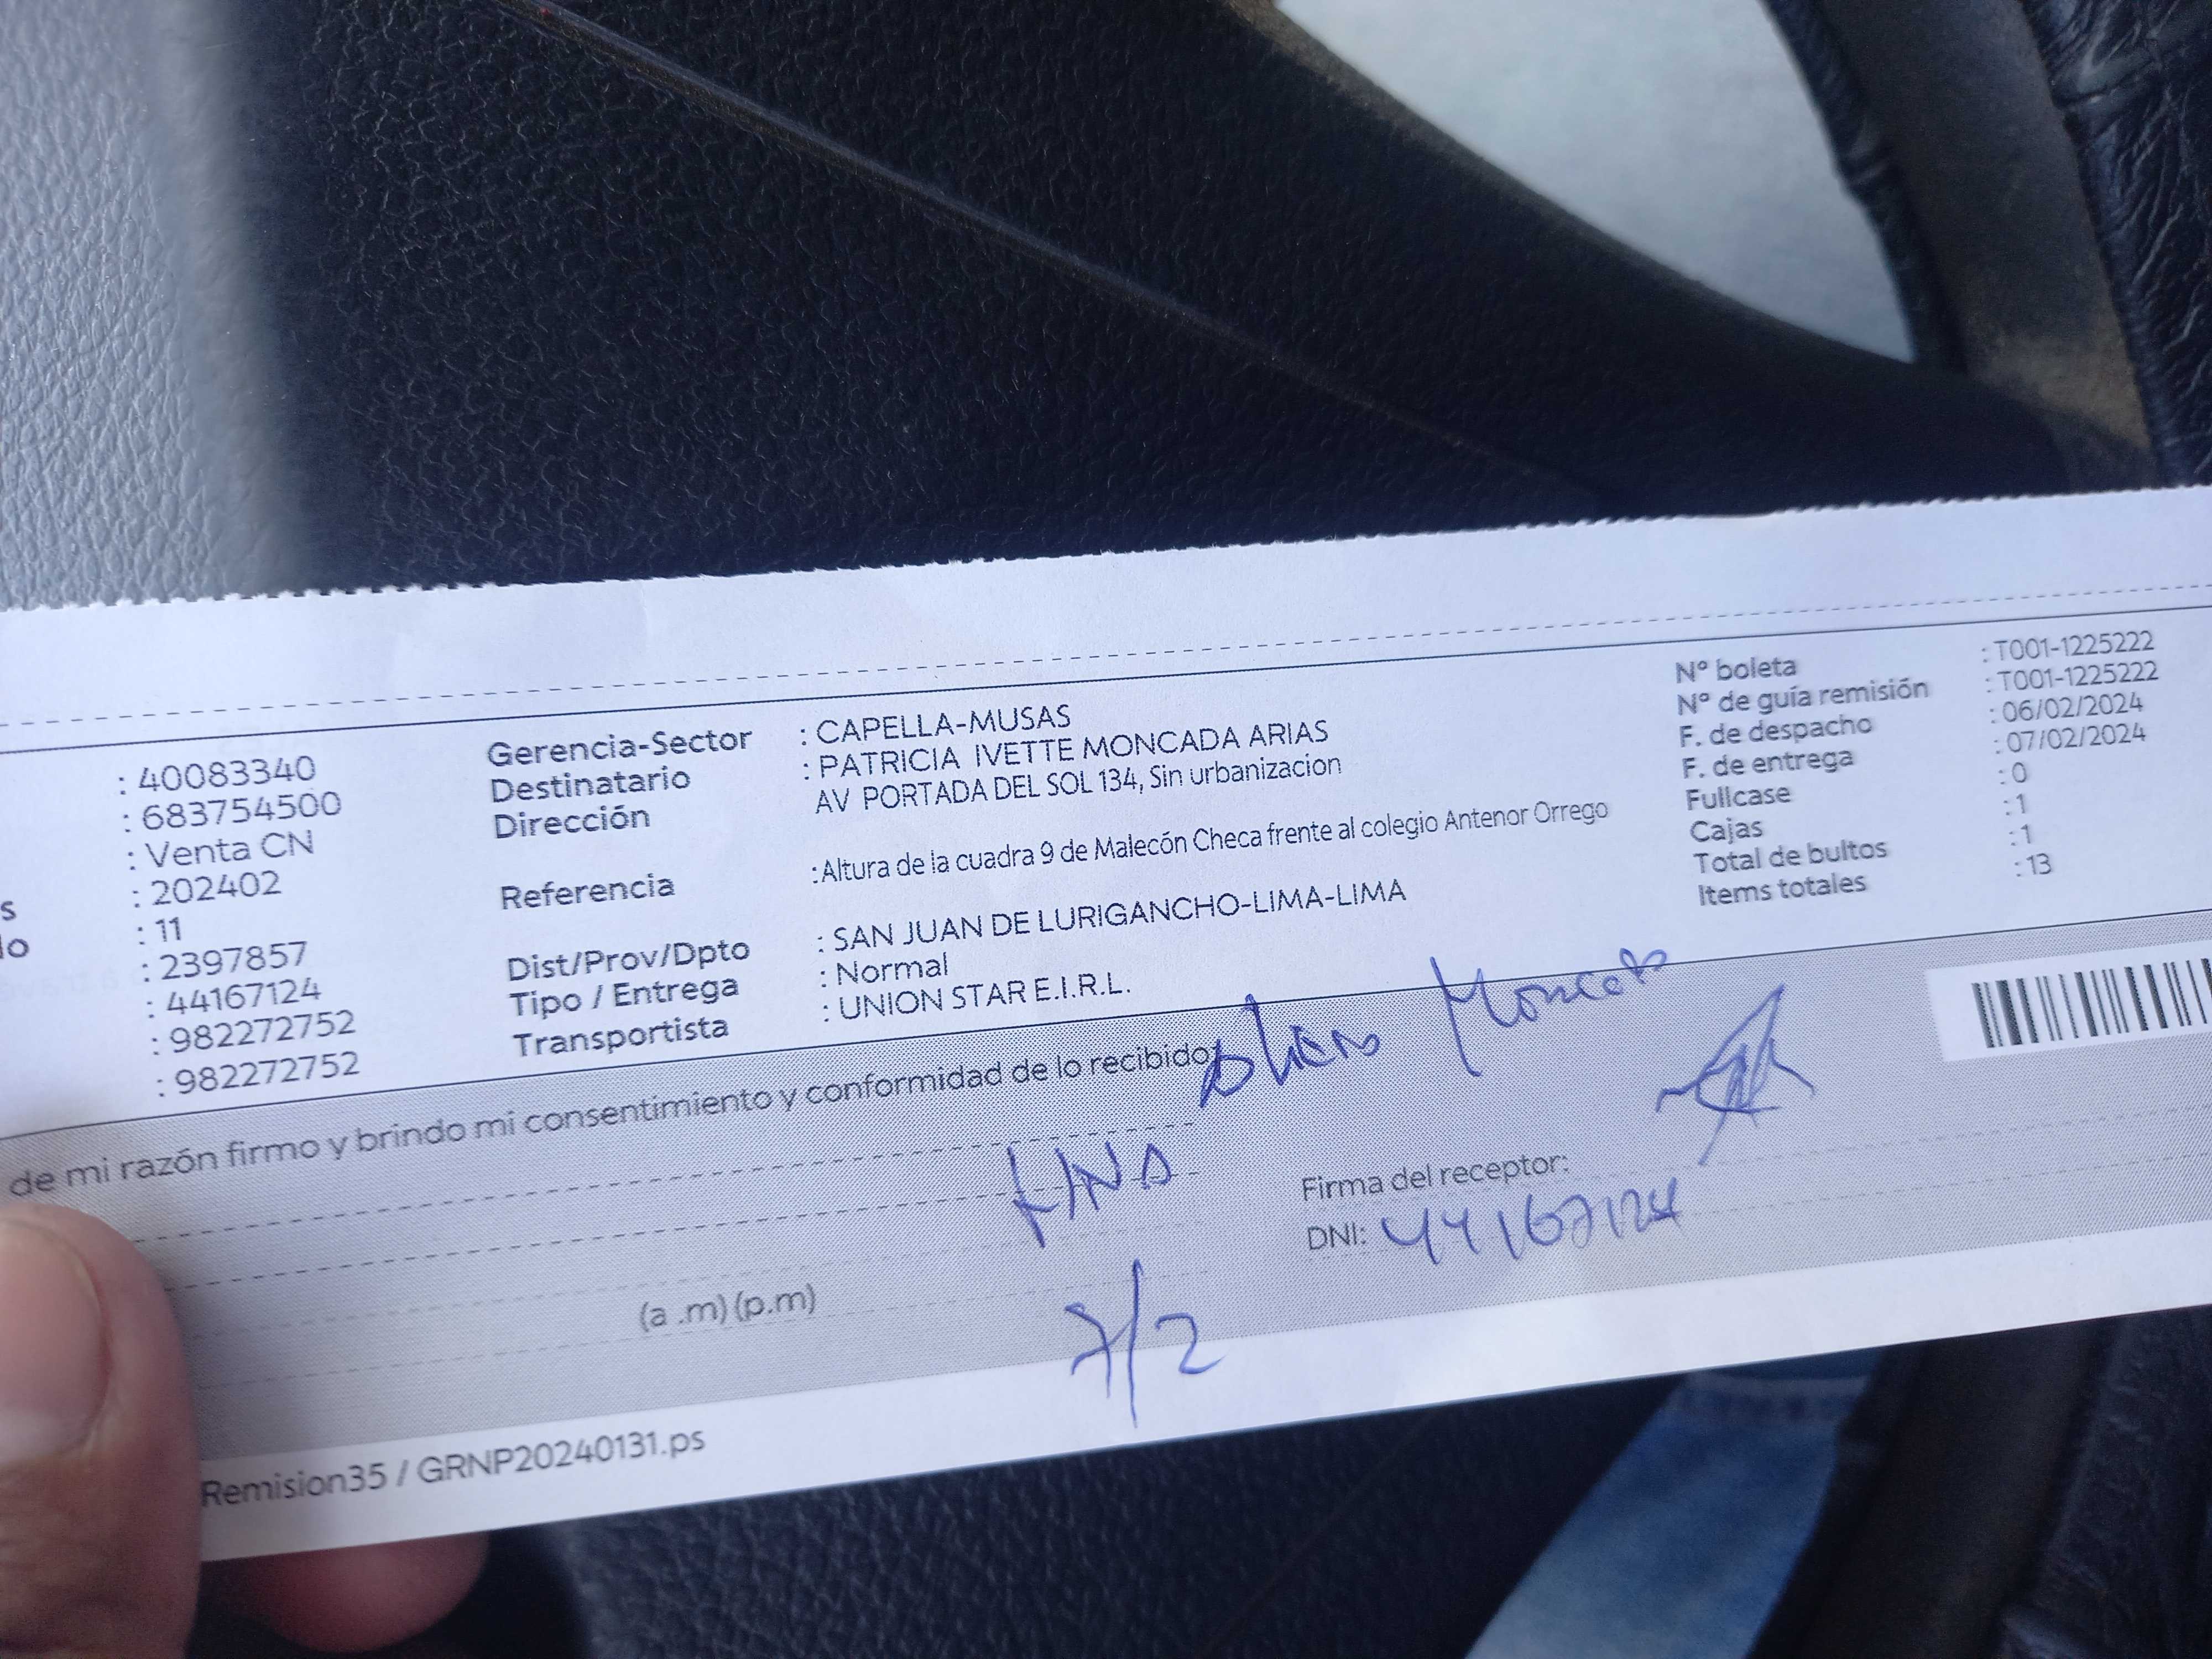 : 40083340
: 683754500
: Venta CN
: 202402
: 11
: 2397857
: 44167124
: 982272752
: 982272752
s
lo
Gerencia-Sector : CAPELLA-MUSAS
Destinatario : PATRICIA IVETTE MONCADA ARIAS
Dirección AV PORTADA DEL SOL 134, Sin urbanizacion
Referencia :Altura de la cuadra 9 de Malecón Checa frente al colegio Antenor Orrego
Dist/Prov/Dpto : SAN JUAN DE LURIGANCHO-LIMA-LIMA
Tipo / Entrega : Normal
Transportista : UNION STAR E.I.R.L.
Nº boleta : T001-1225222
Nº de guía remisión : T001-1225222
F. de despacho : 06/02/2024
F. de entrega : 07/02/2024
Fullcase : 0
Cajas : 1
Total de bultos : 1
Items totales : 13
de mi razón firmo y brindo mi consentimiento y conformidad de lo recibido
Firma del receptor:
DNI: 44167124
(a .m) (p.m)
7/2
Remision35 / GRNP20240131.ps